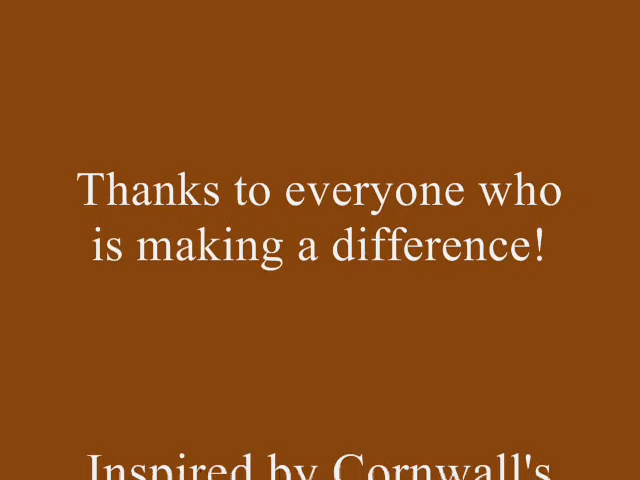 Thanks to everyone who
is making a difference!
Inspired by Cornwall's